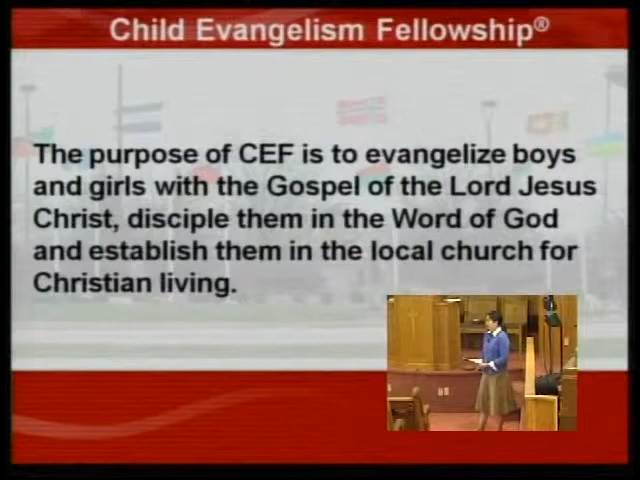 Child Evangelism Fellowship®
The purpose of CEF is to evangelize boys
and girls with the Gospel of the Lord Jesus
Christ, disciple them in the Word of God
and establish them in the local church for
Christian living.